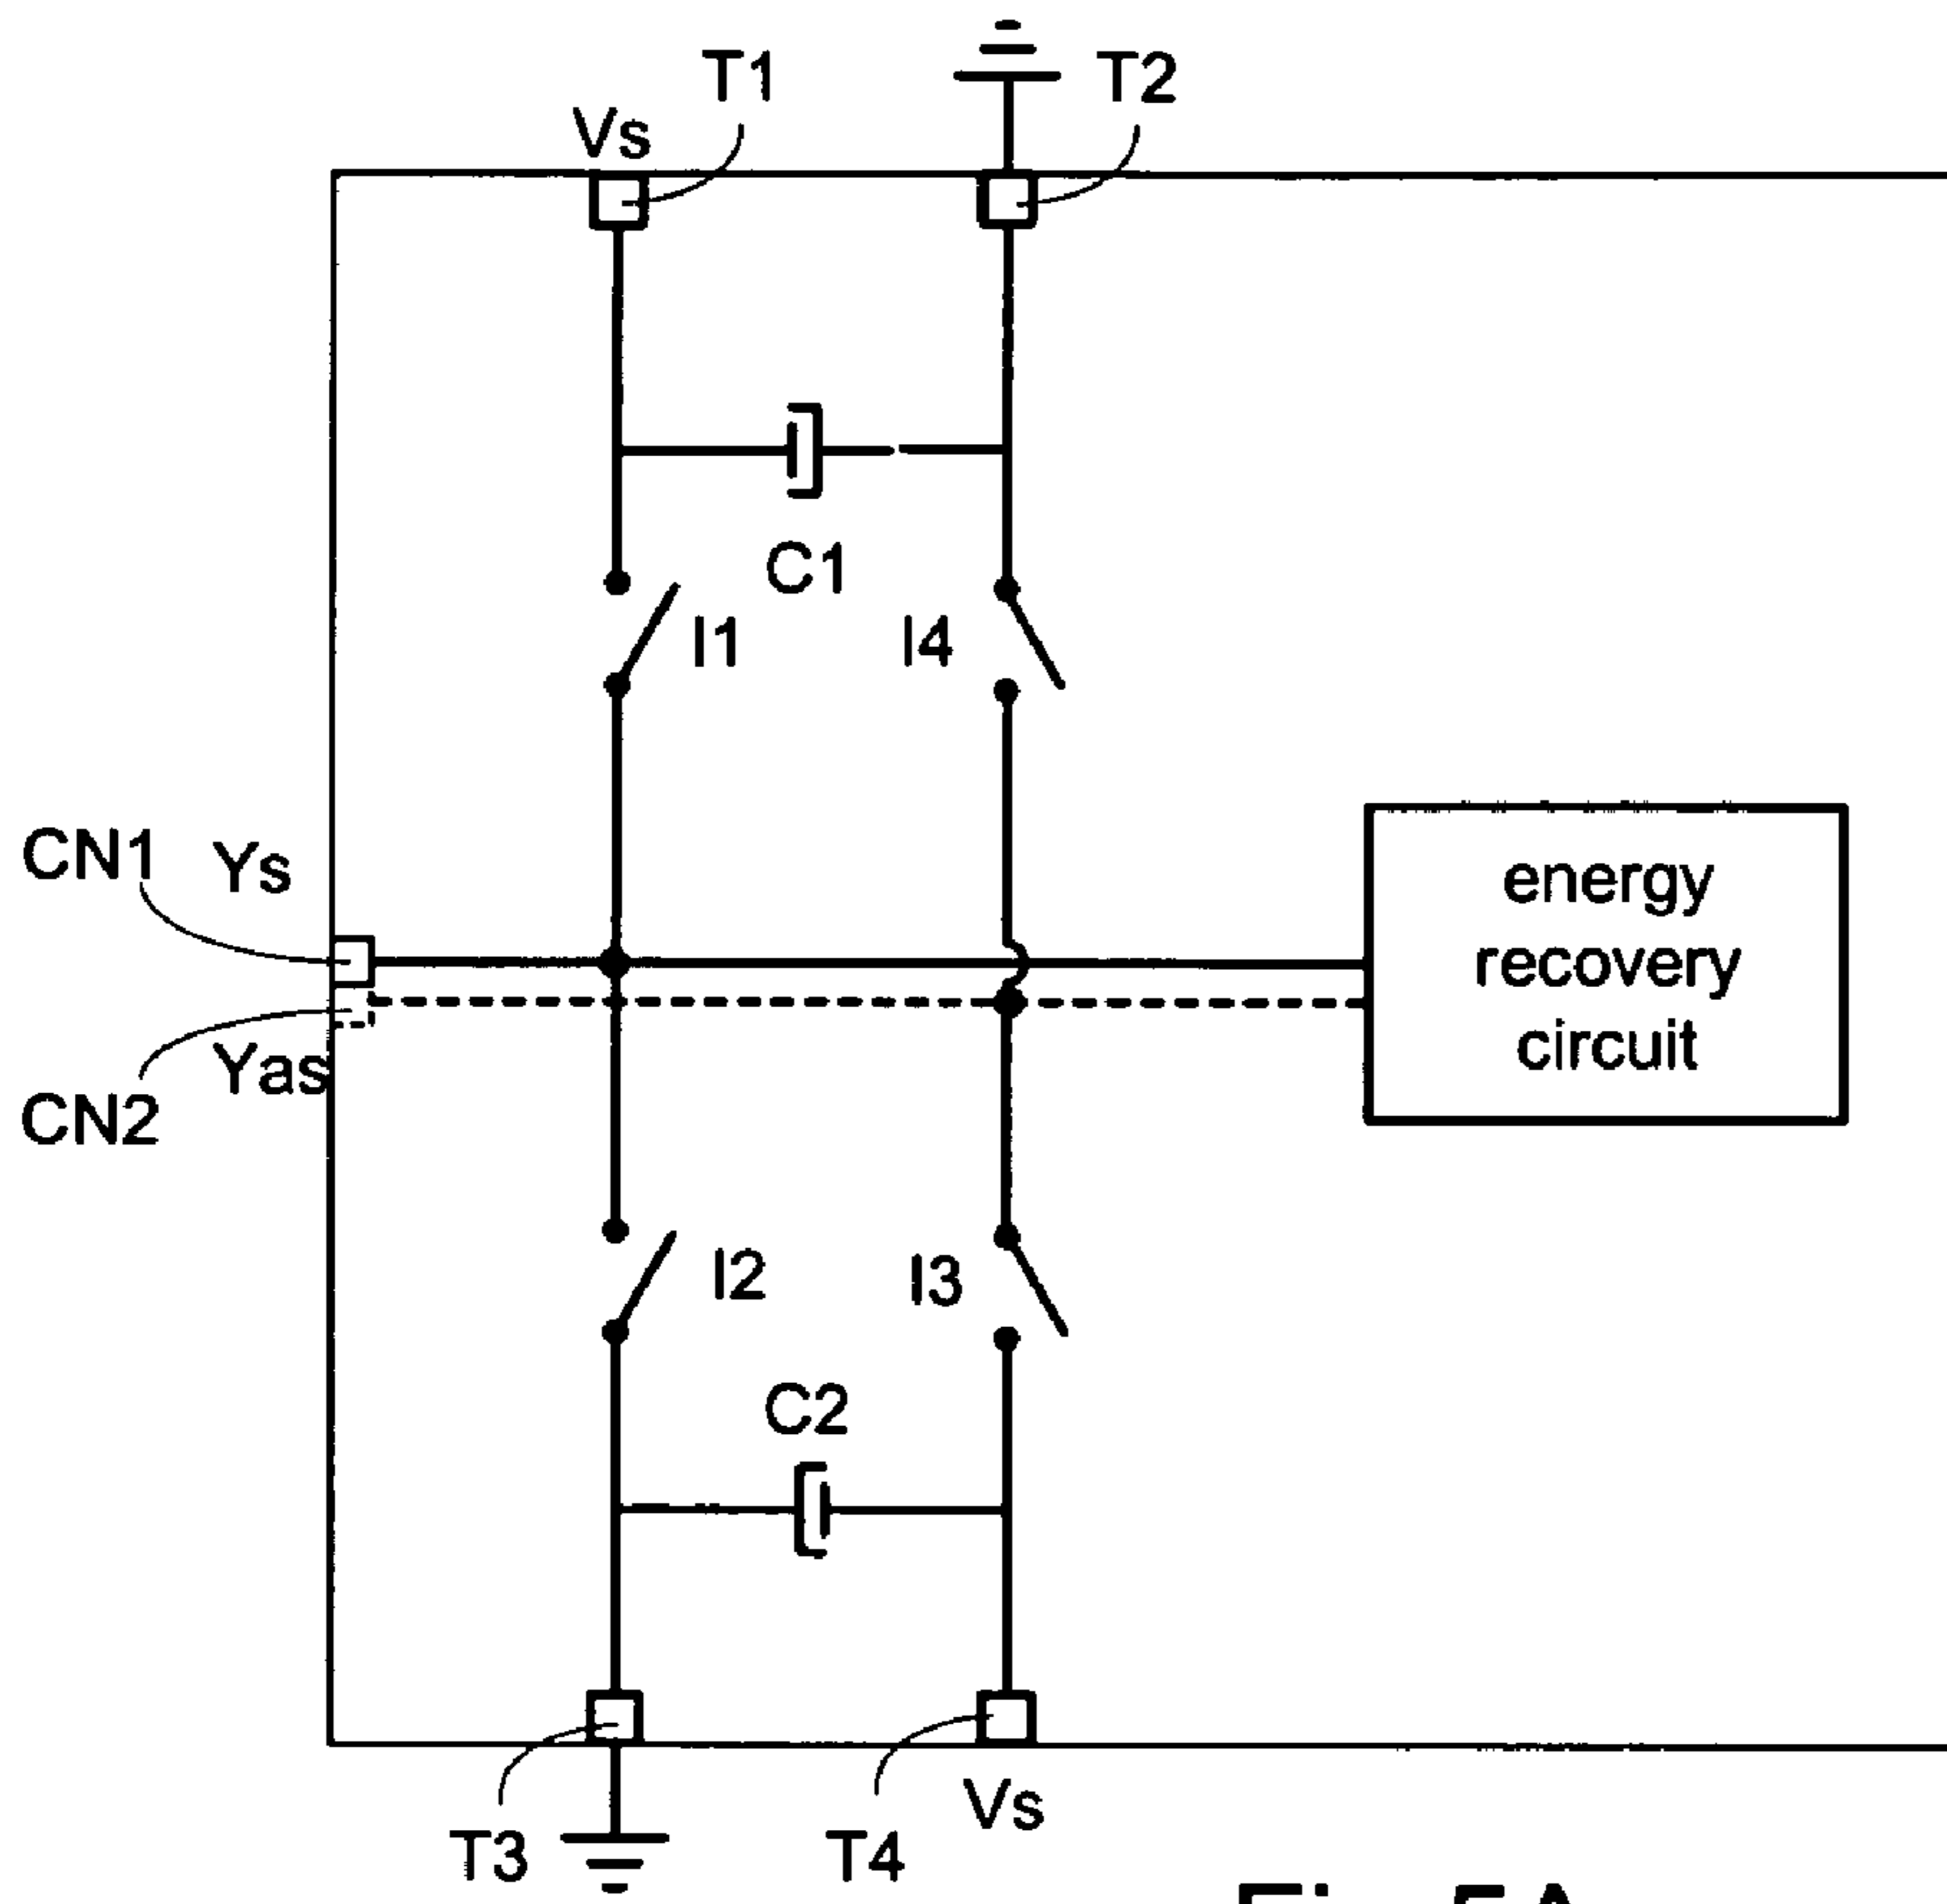 T1
T2
Vs
C1
I1
I4
CN1
Ys
energy
recovery
circuit
Yas
CN2
I2
I3
C2
Vs
T3
T4